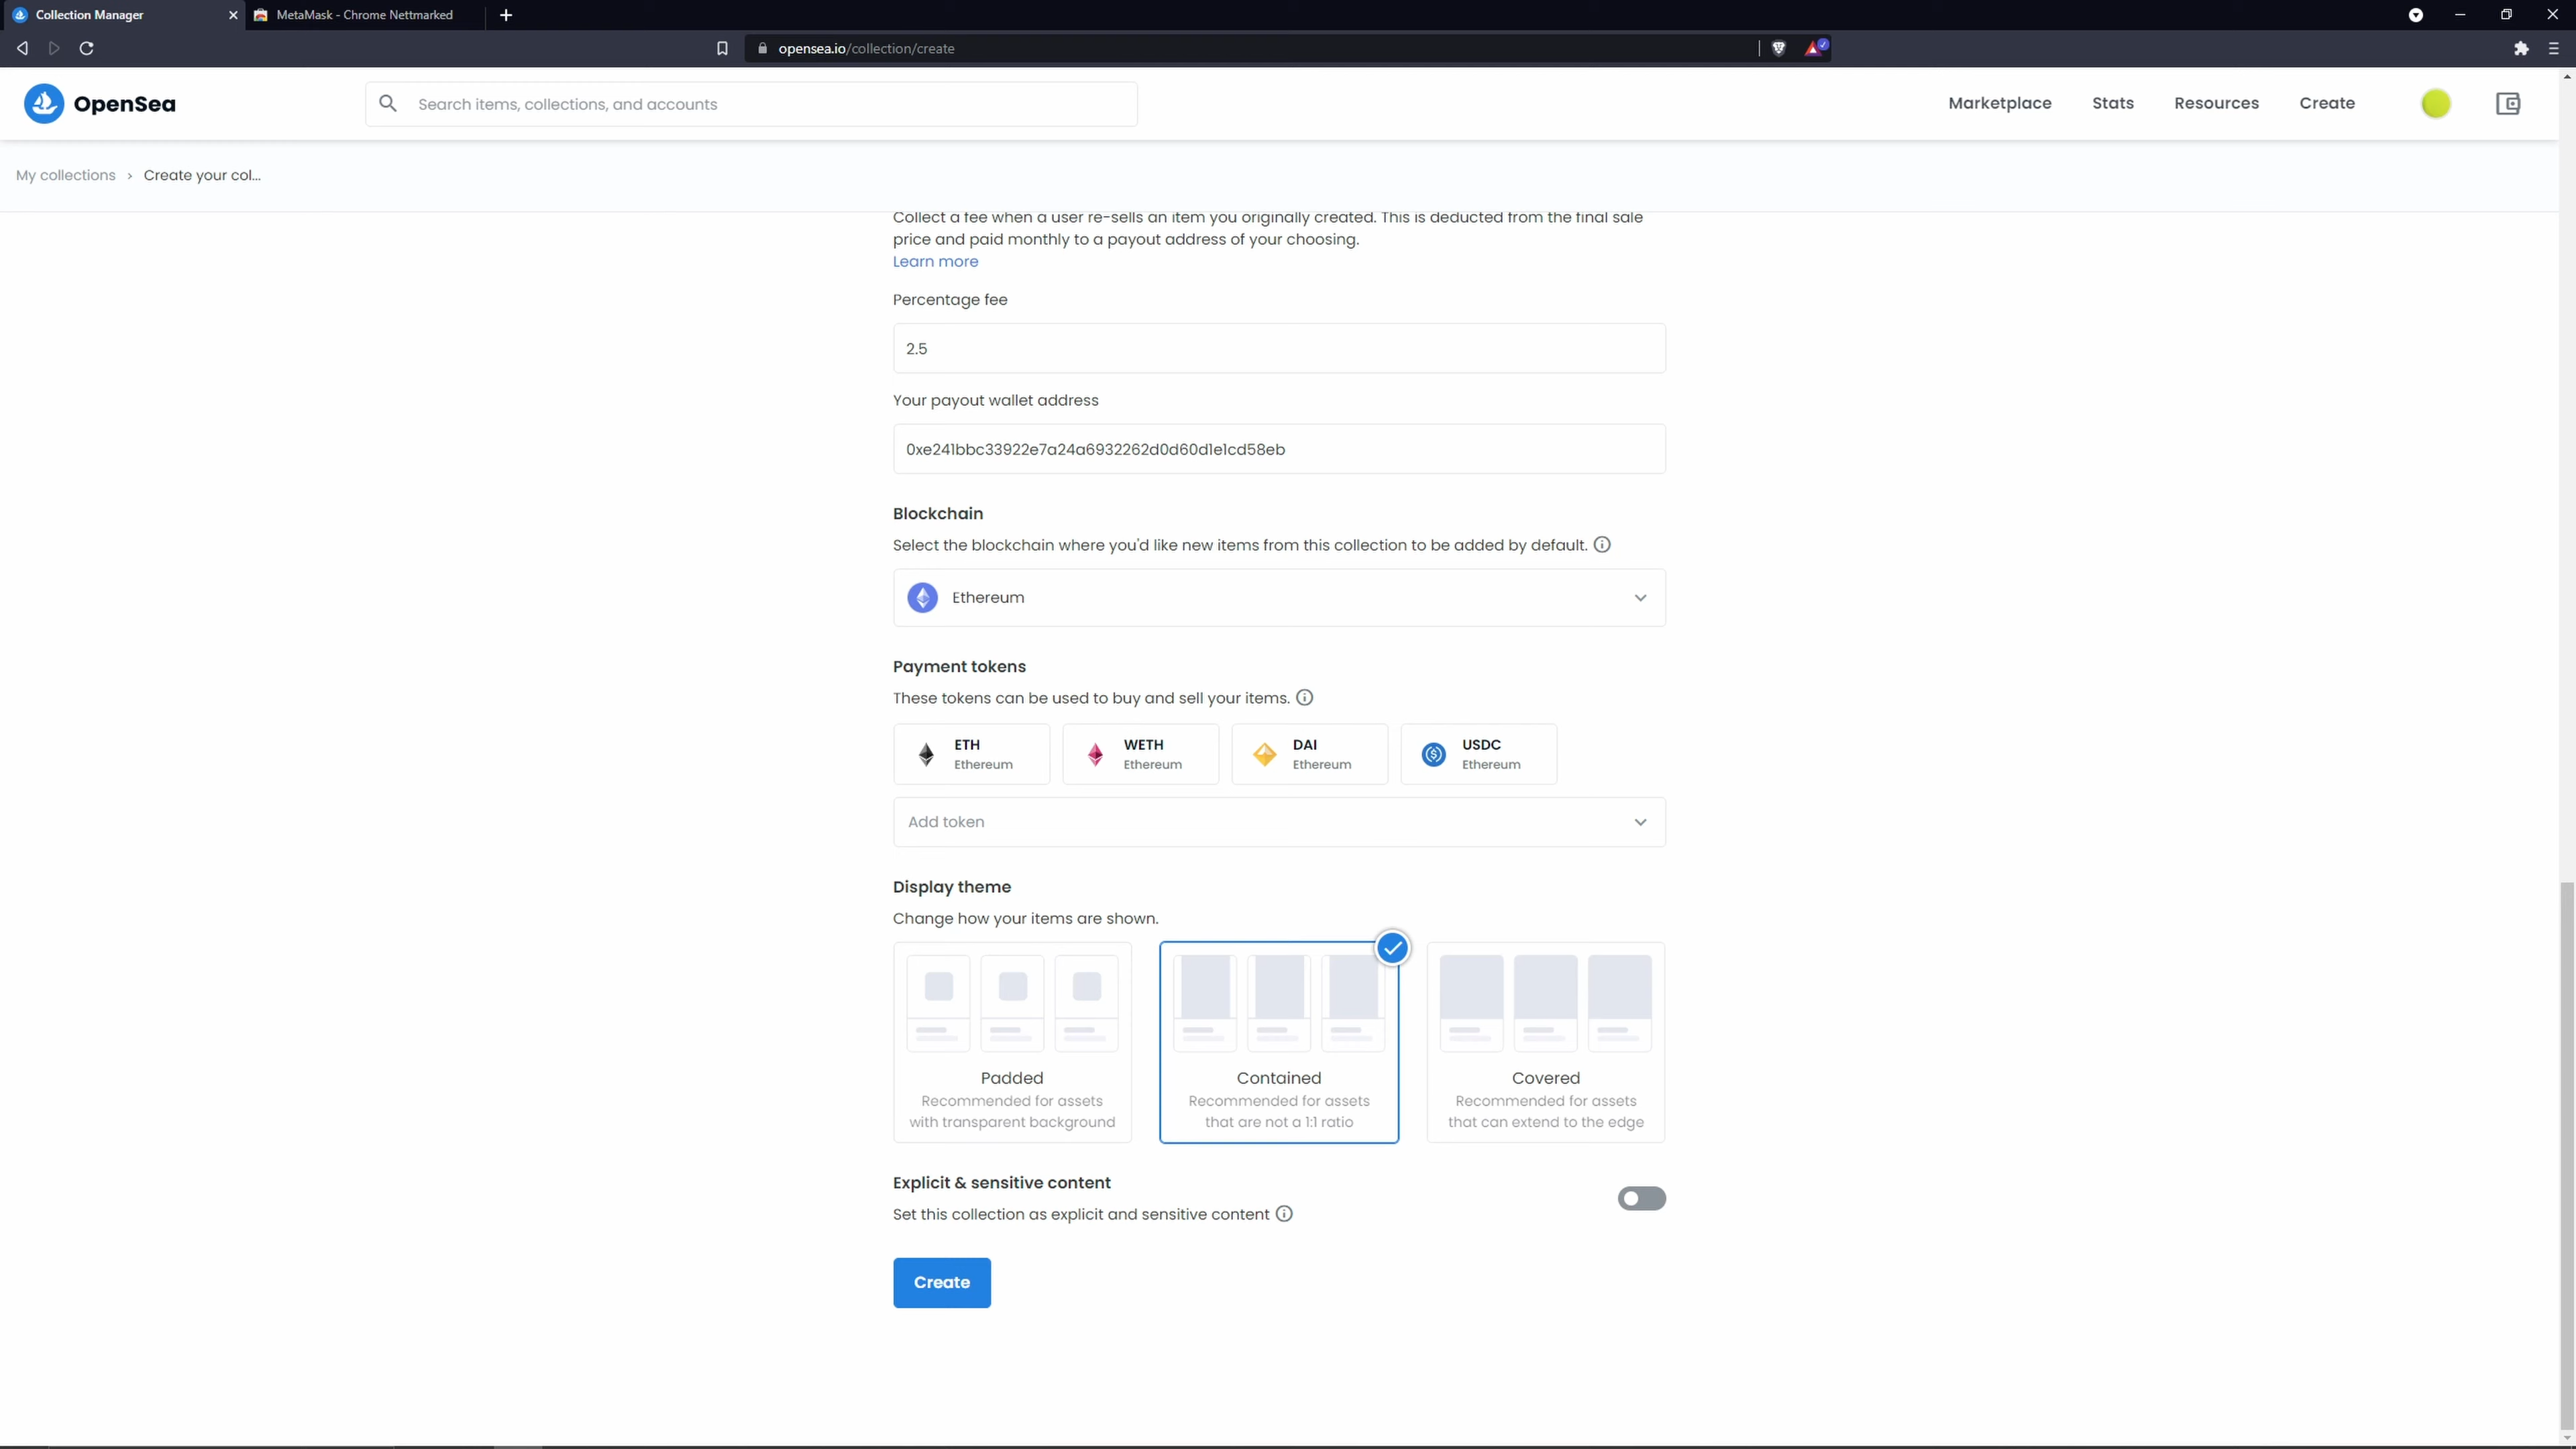 Collection Manager
MetaMask - Chrome Nettmarked
opensea.io/collection/create
OpenSea
Search items, collections, and accounts
Marketplace
Stats
Resources
Create
My collections › Create your col...
Collect a fee when a user re-sells an item you originally created. This is deducted from the final sale
price and paid monthly to a payout address of your choosing.
Learn more
Percentage fee
2.5
Your payout wallet address
0xe241bbc33922e7a24a6932262d0d60d1e1cd58eb
Blockchain
Select the blockchain where you'd like new items from this collection to be added by default.
Ethereum
Payment tokens
These tokens can be used to buy and sell your items.
ETH
Ethereum
WETH
Ethereum
DAI
Ethereum
USDC
Ethereum
Add token
Display theme
Change how your items are shown.
Padded
Recommended for assets
with transparent background
Contained
Recommended for assets
that are not a 1:1 ratio
Covered
Recommended for assets
that can extend to the edge
Explicit & sensitive content
Set this collection as explicit and sensitive content
Create